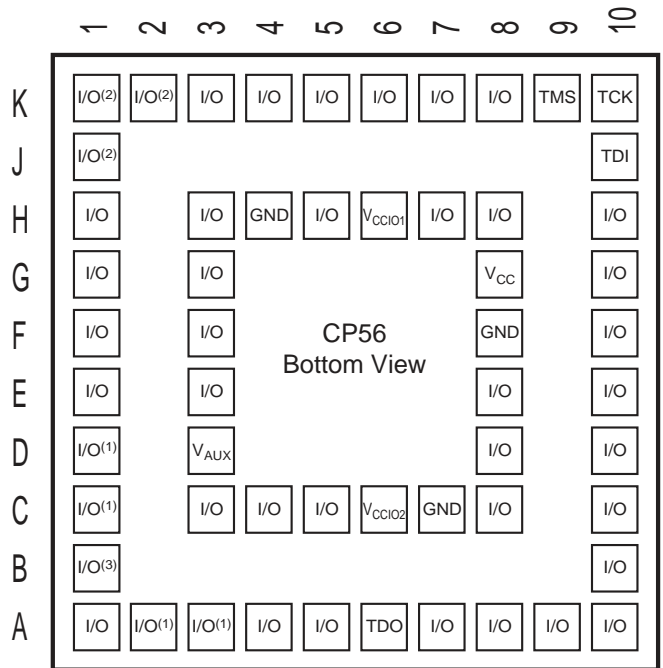 1 2 3 4 5 6 7 8 9 10
K I/O(2) I/O(2) I/O I/O I/O I/O I/O I/O TMS TCK
J I/O(2) TDI
H I/O I/O GND I/O VCCIO1 I/O I/O I/O
G I/O I/O VCC I/O
F I/O I/O CP56 GND I/O
Bottom View
E I/O I/O I/O I/O
D I/O(1) VAUX I/O I/O
C I/O(1) I/O I/O I/O VCCIO2 GND I/O I/O
B I/O(3) I/O
A I/O I/O(1) I/O(1) I/O I/O TDO I/O I/O I/O I/O